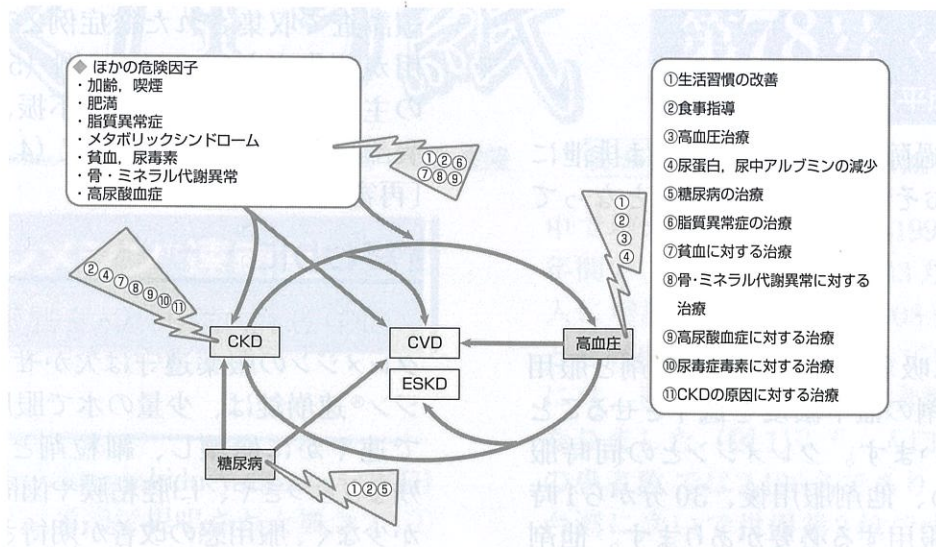 ◆ ほかの危険因子
・加齢，喫煙
・肥満
・脂質異常症
・メタボリックシンドローム
・貧血，尿毒素
・骨・ミネラル代謝異常
・高尿酸血症
①②⑥
⑦⑧⑨
①生活習慣の改善
②食事指導
③高血圧治療
④尿蛋白，尿中アルブミンの減少
⑤糖尿病の治療
⑥脂質異常症の治療
⑦貧血に対する治療
⑧骨・ミネラル代謝異常に対する
治療
⑨高尿酸血症に対する治療
⑩尿毒症毒素に対する治療
⑪CKDの原因に対する治療
①
②
③
④
②④⑦⑧⑨⑩⑪
CKD
CVD
高血圧
ESKD
糖尿病
①②⑤